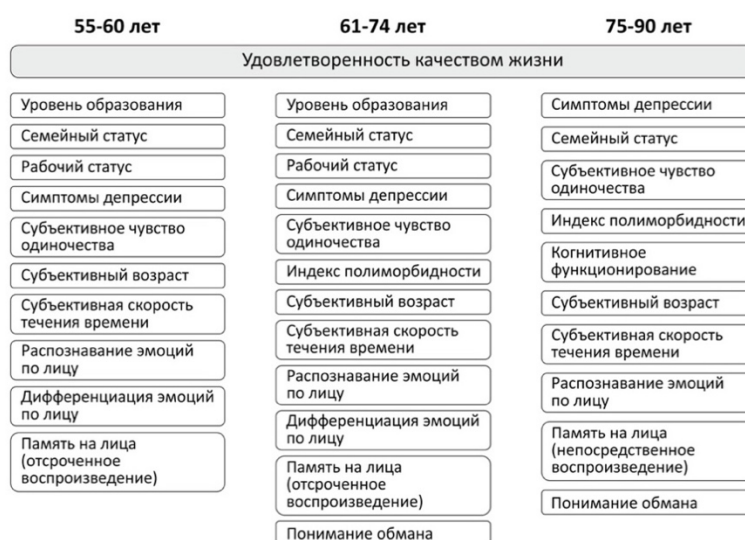 55-60 лет
61-74 лет
75-90 лет
Удовлетворенность качеством жизни
Уровень образования
Семейный статус
Рабочий статус
Симптомы депрессии
Субъективное чувство
одиночества
Субъективный возраст
Субъективная скорость
течения времени
Распознавание эмоций
по лицу
Дифференциация эмоций
по лицу
Память на лица
(отсроченное
воспроизведение)
Уровень образования
Семейный статус
Рабочий статус
Симптомы депрессии
Субъективное чувство
одиночества
Индекс полиморбидности
Субъективный возраст
Субъективная скорость
течения времени
Распознавание эмоций
по лицу
Дифференциация эмоций
по лицу
Память на лица
(отсроченное
воспроизведение)
Понимание обмана
Симптомы депрессии
Семейный статус
Субъективное чувство
одиночества
Индекс полиморбидности
Когнитивное
функционирование
Субъективный возраст
Субъективная скорость
течения времени
Распознавание эмоций
по лицу
Память на лица
(непосредственное
воспроизведение)
Понимание обмана